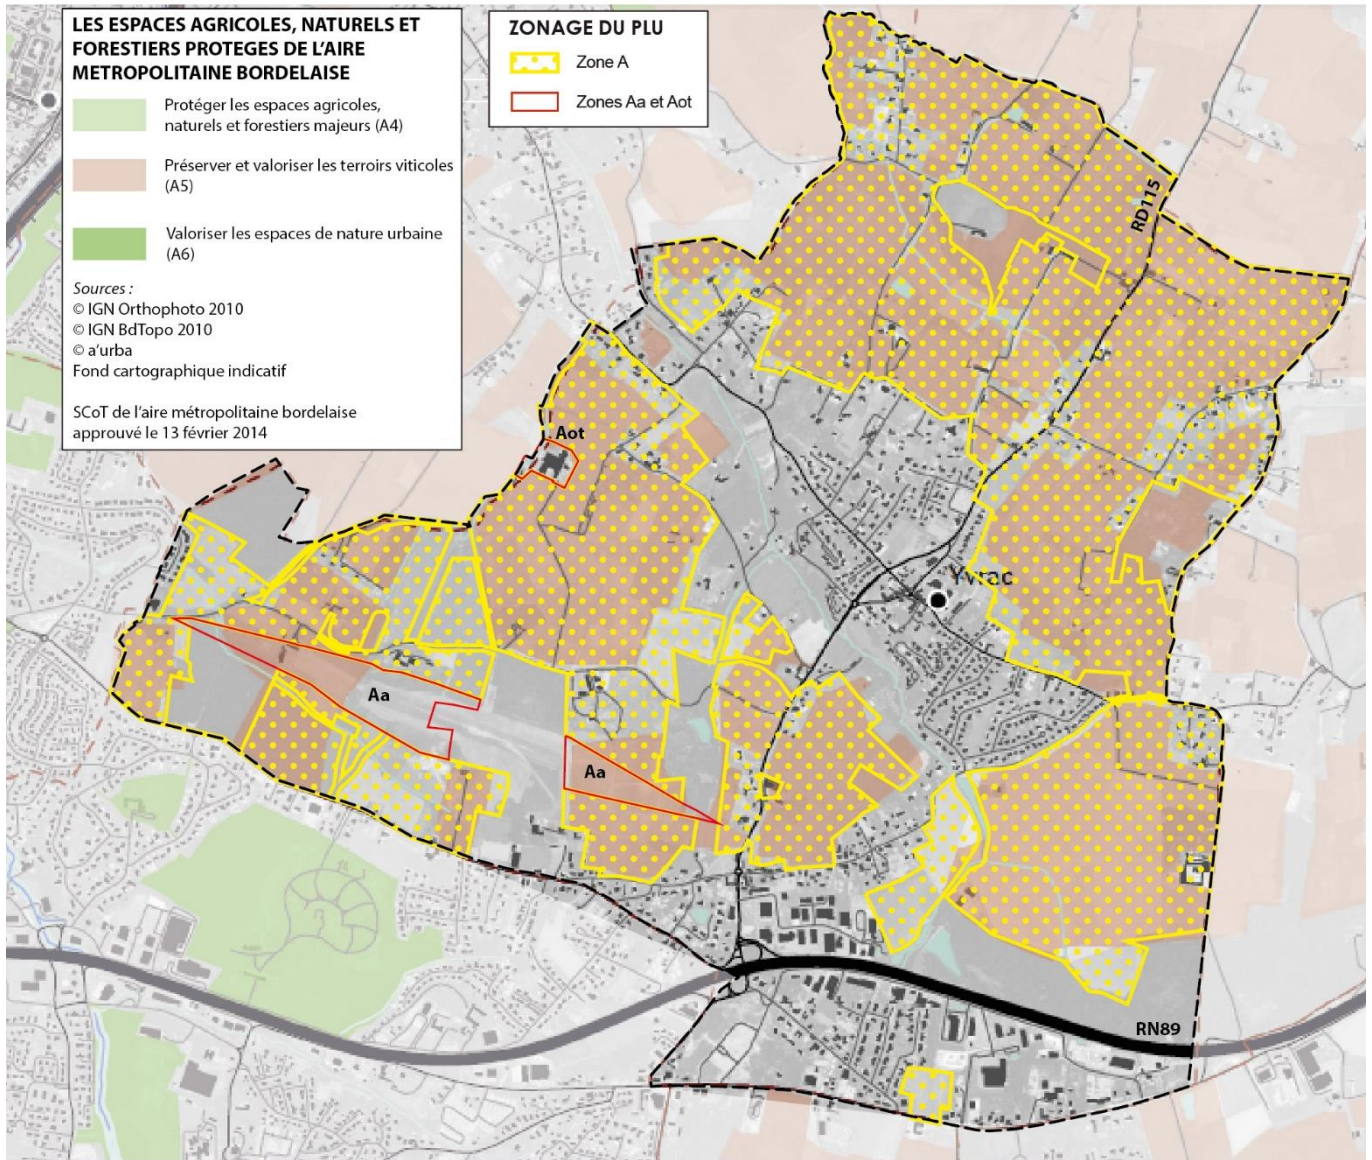 LES ESPACES AGRICOLES, NATURELS ET
FORESTIERS PROTEGES DE L'AIRE
METROPOLITAINE BORDELAISE
Protéger les espaces agricoles,
naturels et forestiers majeurs (A4)
Préserver et valoriser les terroirs viticoles
(A5)
Valoriser les espaces de nature urbaine
(A6)
Sources :
© IGN Orthophoto 2010
© IGN BdTopo 2010
© a'urba
Fond cartographique indicatif
SCoT de l'aire métropolitaine bordelaise
approuvé le 13 février 2014
ZONAGE DU PLU
Zone A
Zones Aa et Aot
RD115
Aot
Yvrac
Aa
Aa
RN89